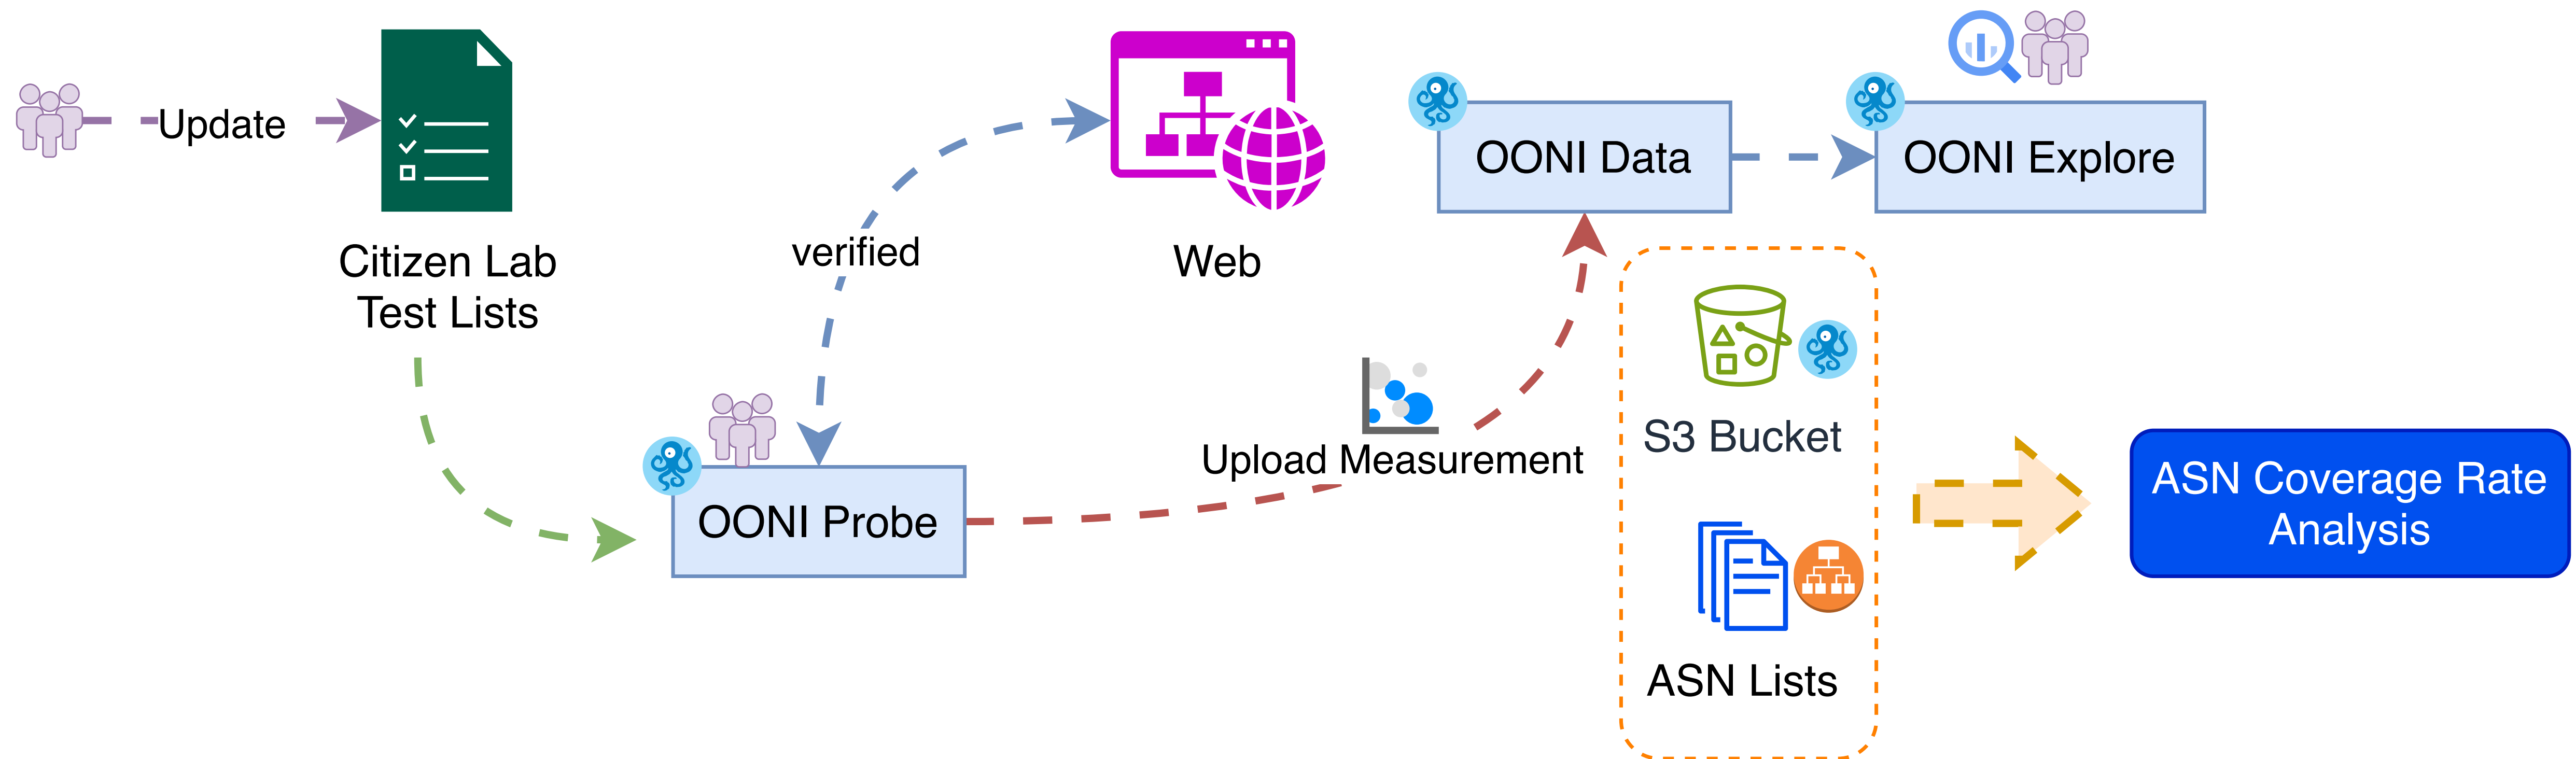 Update
Citizen Lab
Test Lists
verified
Web
OONI Data
OONI Explore
OONI Probe
Upload Measurement
S3 Bucket
ASN Lists
ASN Coverage Rate
Analysis